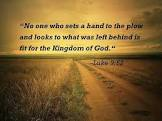 "No one who sets a hand to the plow
and looks to what was left behind is
fit for the Kingdom of God."
-Luke 9:62